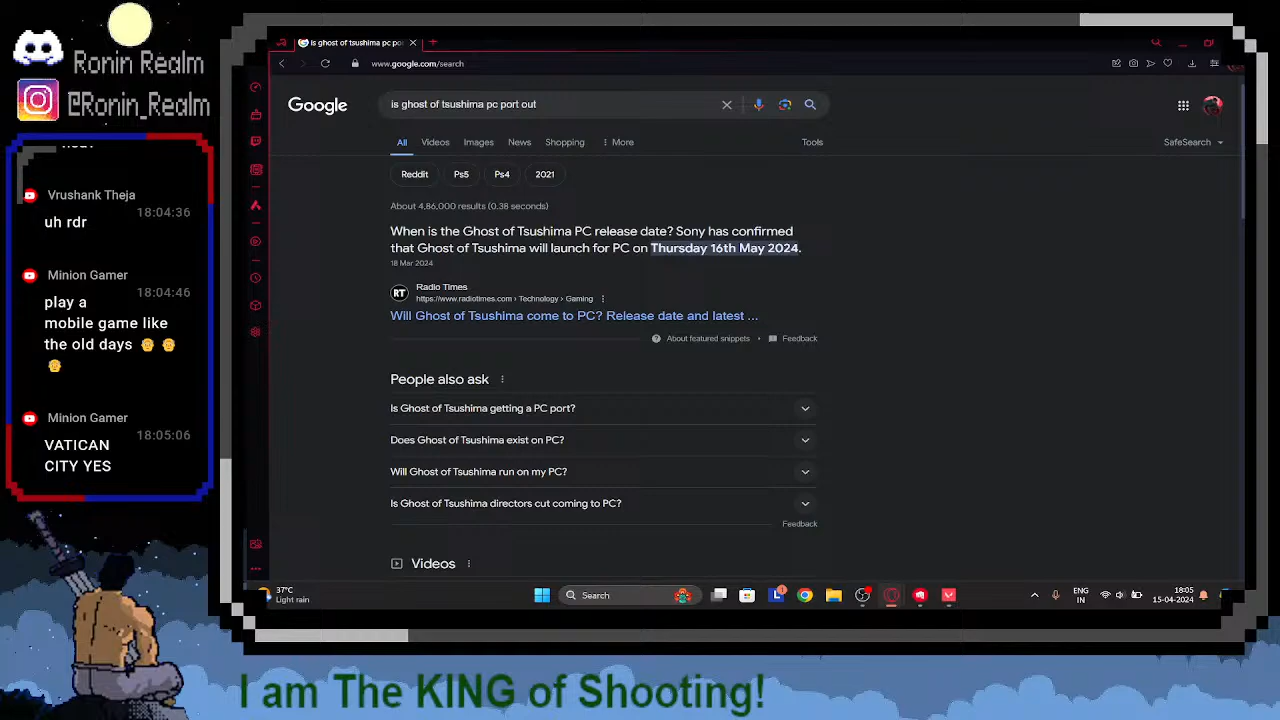 Ronin Realm
@Ronin_Realm
Vrushank Theja
18:04:36
uh rdr
Minion Gamer
18:04:46
play a
mobile game like
the old days
Minion Gamer
18:05:06
VATICAN
CITY YES
is ghost of tsushima pc po
www.google.com/search
Google
is ghost of tsushima pc port out
All
Videos
Images
News
Shopping
More
Tools
SafeSearch
Reddit
Ps5
Ps4
2021
About 4,86,000 results (0.38 seconds)
When is the Ghost of Tsushima PC release date? Sony has confirmed
that Ghost of Tsushima will launch for PC on Thursday 16th May 2024.
18 Mar 2024
RT
Radio Times
https://www.radiotimes.com › Technology › Gaming
Will Ghost of Tsushima come to PC? Release date and latest ...
About featured snippets
Feedback
People also ask
Is Ghost of Tsushima getting a PC port?
Does Ghost of Tsushima exist on PC?
Will Ghost of Tsushima run on my PC?
Is Ghost of Tsushima directors cut coming to PC?
Feedback
Videos
37°C
Light rain
Search
ENG
IN
18:05
15-04-2024
I am The KING of Shooting!